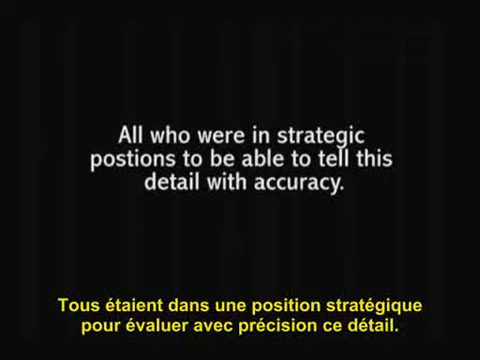 All who were in strategic
postions to be able to tell this
detail with accuracy.
Tous étaient dans une position stratégique
pour évaluer avec précision ce détail.